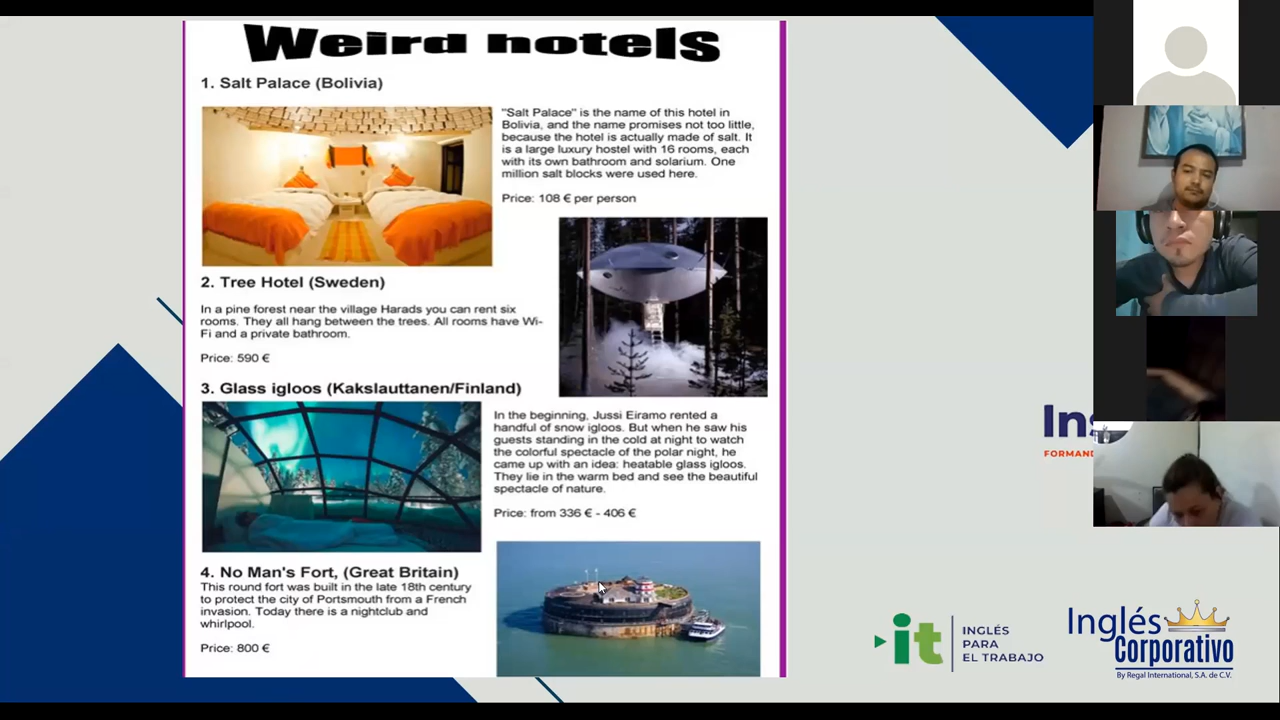 Weird hotels
1. Salt Palace (Bolivia)
"Salt Palace" is the name of this hotel in
Bolivia, and the name promises not too little,
because the hotel is actually made of salt. It
is a large luxury hostel with 16 rooms, each
with its own bathroom and solarium. One
million salt blocks were used here.
Price: 108 € per person
2. Tree Hotel (Sweden)
In a pine forest near the village Harads you can rent six
rooms. They all hang between the trees. All rooms have Wi-
Fi and a private bathroom.
Price: 590 €
3. Glass igloos (Kakslauttanen/Finland)
In the beginning, Jussi Eiramo rented a
handful of snow igloos. But when he saw his
guests standing in the cold at night to watch
the colorful spectacle of the polar night, he
came up with an idea: heatable glass igloos.
They lie in the warm bed and see the beautiful
spectacle of nature.
Price: from 336 € - 406 €
4. No Man's Fort, (Great Britain)
This round fort was built in the late 18th century
to protect the city of Portsmouth from a French
invasion. Today there is a nightclub and
whirlpool.
Price: 800 €
Ing
FORMAND
it
INGLÉS
PARA
EL TRABAJO
Inglés
Corporativo
By Regal International, S.A. de C.V.